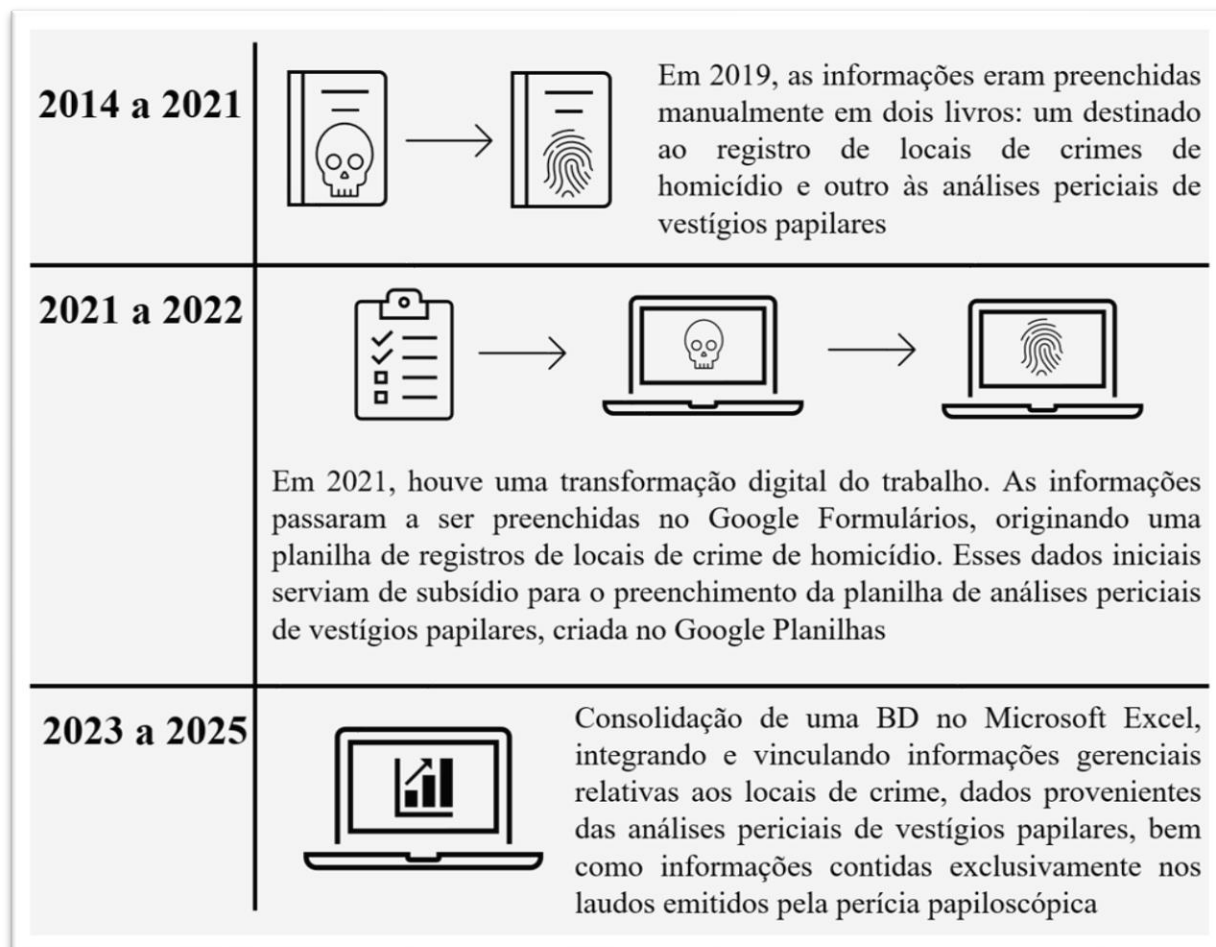 2014 a 2021
Em 2019, as informações eram preenchidas
manualmente em dois livros: um destinado
ao registro de locais de crimes de
homicídio e outro às análises periciais de
vestígios papilares
2021 a 2022
Em 2021, houve uma transformação digital do trabalho. As informações
passaram a ser preenchidas no Google Formulários, originando uma
planilha de registros de locais de crime de homicídio. Esses dados iniciais
serviam de subsídio para o preenchimento da planilha de análises periciais
de vestígios papilares, criada no Google Planilhas
2023 a 2025
Consolidação de uma BD no Microsoft Excel,
integrando e vinculando informações gerenciais
relativas aos locais de crime, dados provenientes
das análises periciais de vestígios papilares, bem
como informações contidas exclusivamente nos
laudos emitidos pela perícia papiloscópica